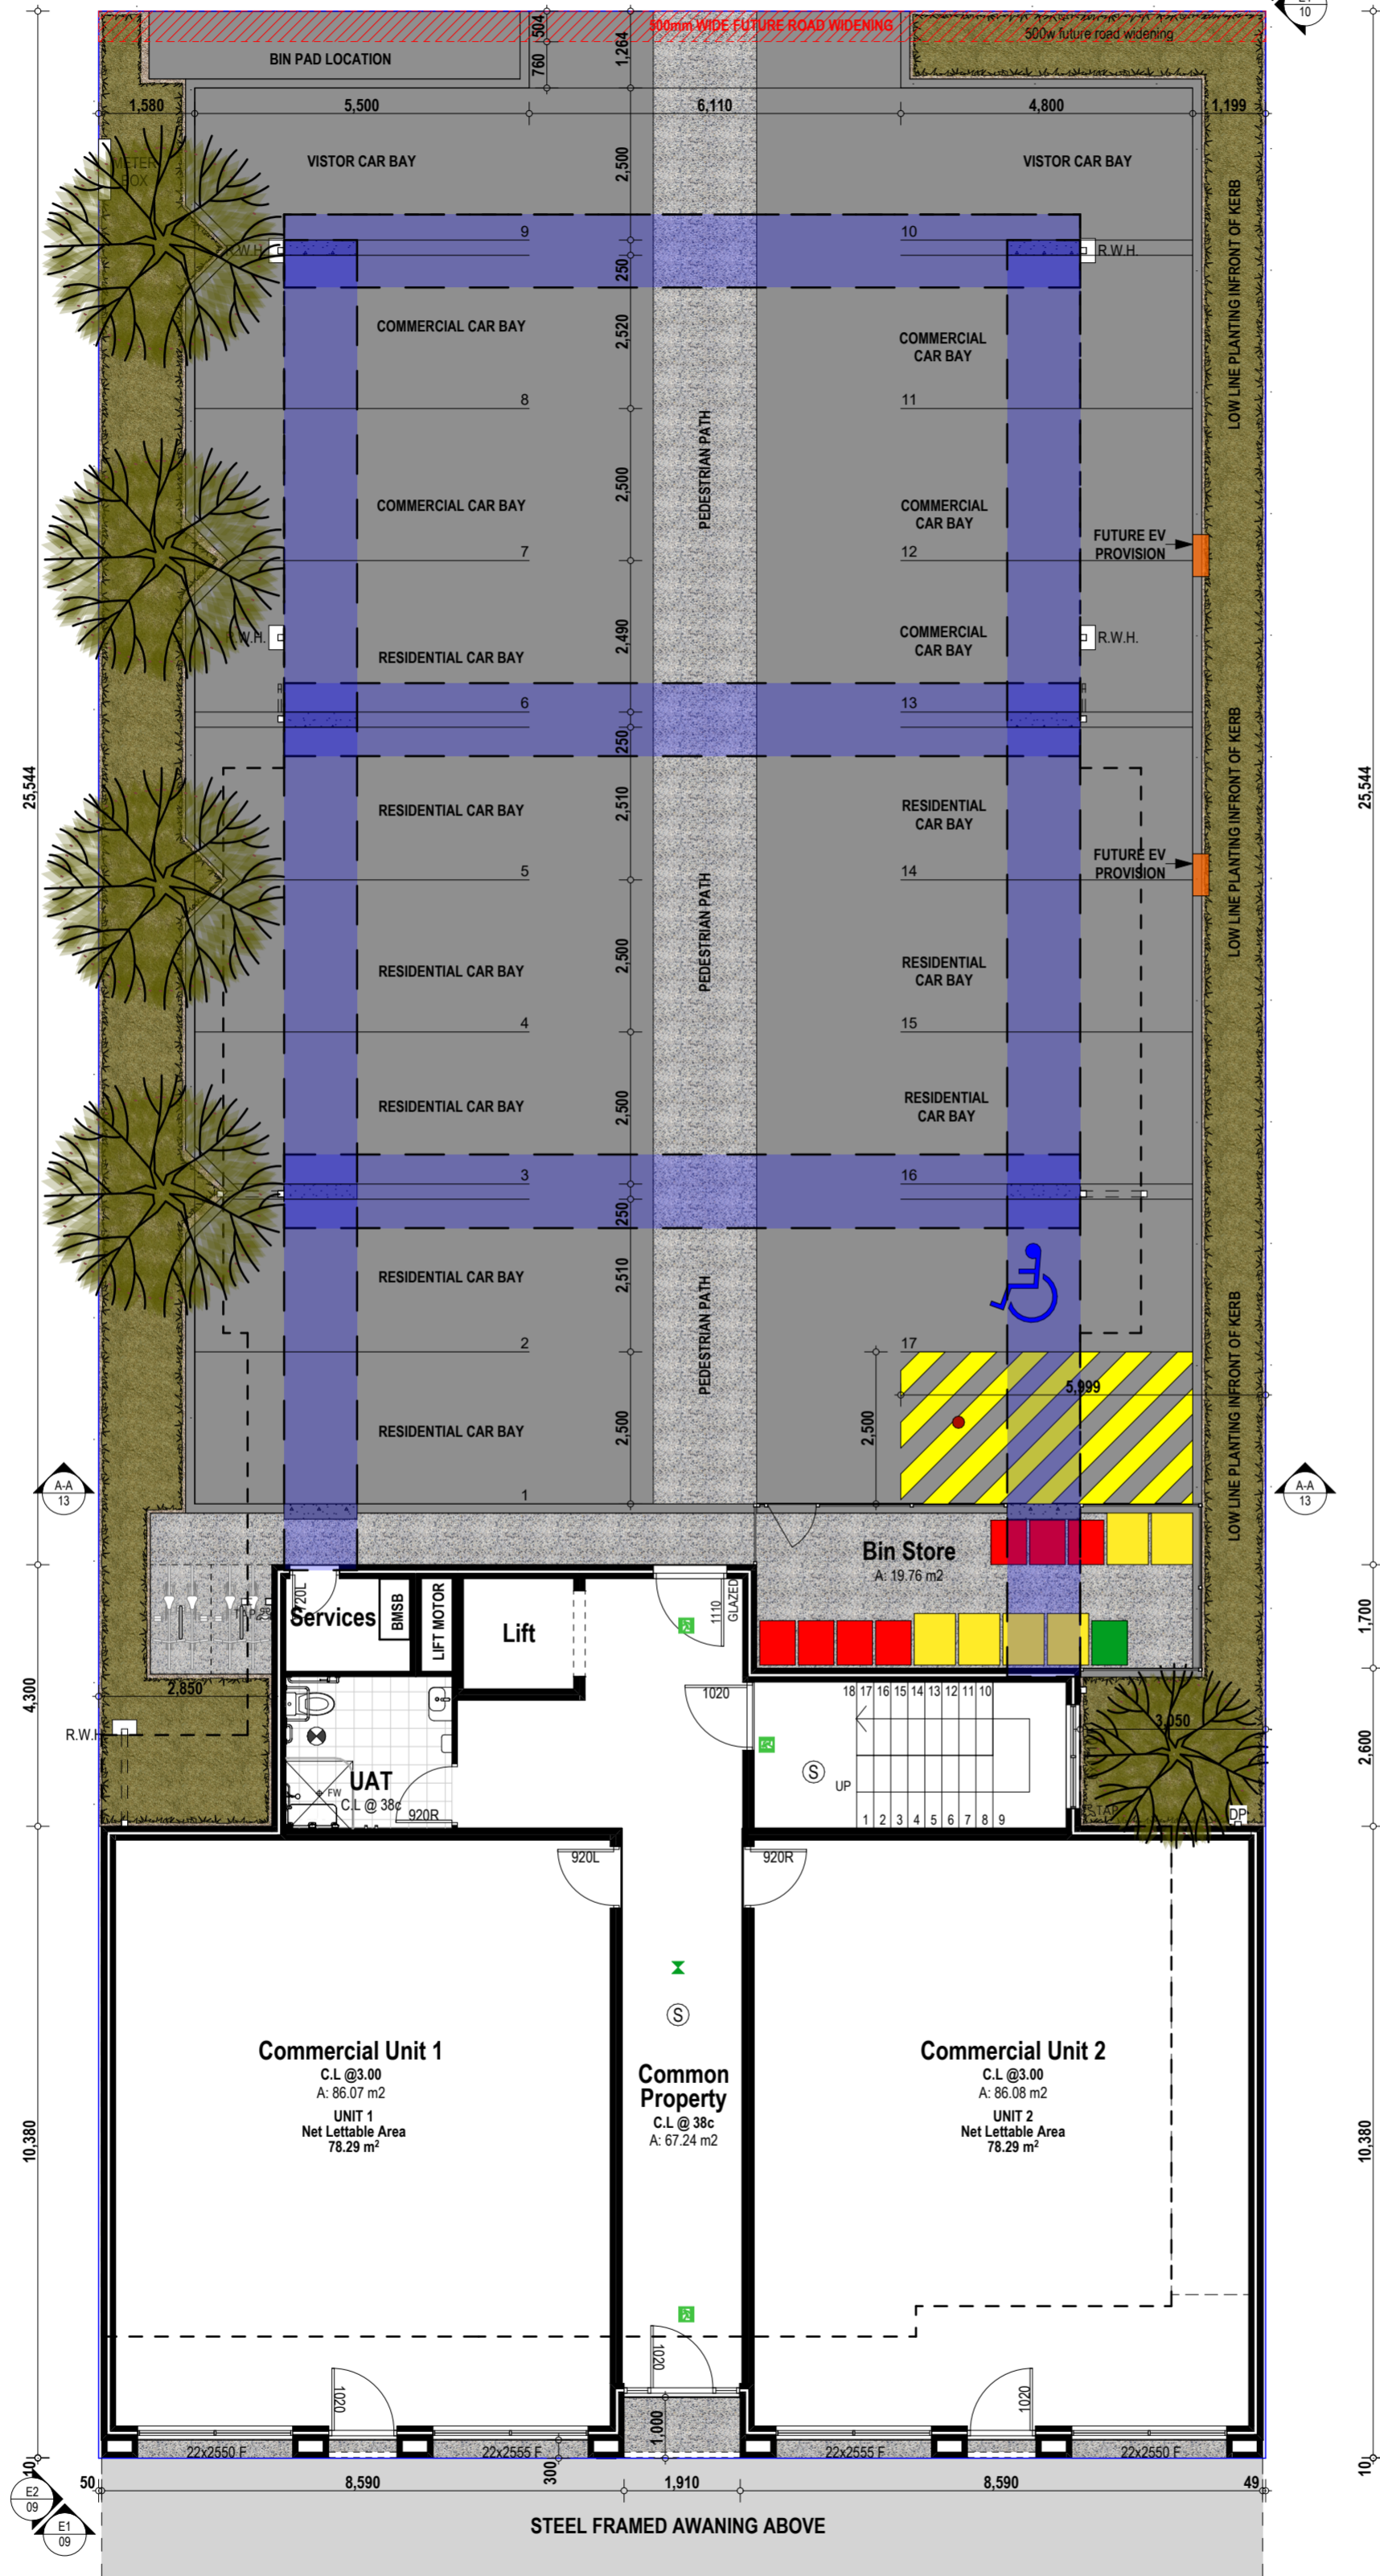 10
500mm WIDE FUTURE ROAD WIDENING
504
1,264
500w future road widening
BIN PAD LOCATION
760
1,580
5,500
6,110
4,800
1,199
VISTOR CAR BAY
2,500
VISTOR CAR BAY
METER
BOX
9
10
R.W.H.
250
R.W.H.
COMMERCIAL CAR BAY
2,520
COMMERCIAL
CAR BAY
LOW LINE PLANTING INFRONT OF KERB
8
11
PEDESTRIAN PATH
COMMERCIAL CAR BAY
2,500
COMMERCIAL
CAR BAY
FUTURE EV
PROVISION
7
12
R.W.H.
2,490
COMMERCIAL
CAR BAY
R.W.H.
RESIDENTIAL CAR BAY
6
13
250
25,544
25,544
RESIDENTIAL CAR BAY
2,510
RESIDENTIAL
CAR BAY
LOW LINE PLANTING INFRONT OF KERB
FUTURE EV
PROVISION
5
14
PEDESTRIAN PATH
RESIDENTIAL CAR BAY
2,500
RESIDENTIAL
CAR BAY
4
15
RESIDENTIAL CAR BAY
2,500
RESIDENTIAL
CAR BAY
3
16
250
RESIDENTIAL CAR BAY
2,510
PEDESTRIAN PATH
LOW LINE PLANTING INFRONT OF KERB
2
17
5,999
RESIDENTIAL CAR BAY
2,500
2,500
A-A
13
A-A
13
1
Bin Store
A: 19.76 m2
720L
Services
BMSB
LIFT MOTOR
Lift
1110
GLAZED
1,700
4,300
2,850
1020
18 17 16 15 14 13 12 11 10
3,050
R.W.H
2,600
UAT
C.L @ 38c
FW
920R
S
UP
1 2 3 4 5 6 7 8 9
TAP
DP
920L
920R
S
Commercial Unit 1
C.L @3.00
A: 86.07 m2
UNIT 1
Net Lettable Area
78.29 m²
Common
Property
C.L @ 38c
A: 67.24 m2
Commercial Unit 2
C.L @3.00
A: 86.08 m2
UNIT 2
Net Lettable Area
78.29 m²
10,380
10,380
1020
1020
1020
1,000
22x2550 F
22x2555 F
22x2555 F
22x2550 F
10
300
10
50
8,590
1,910
8,590
49
E2
09
E1
09
STEEL FRAMED AWANING ABOVE